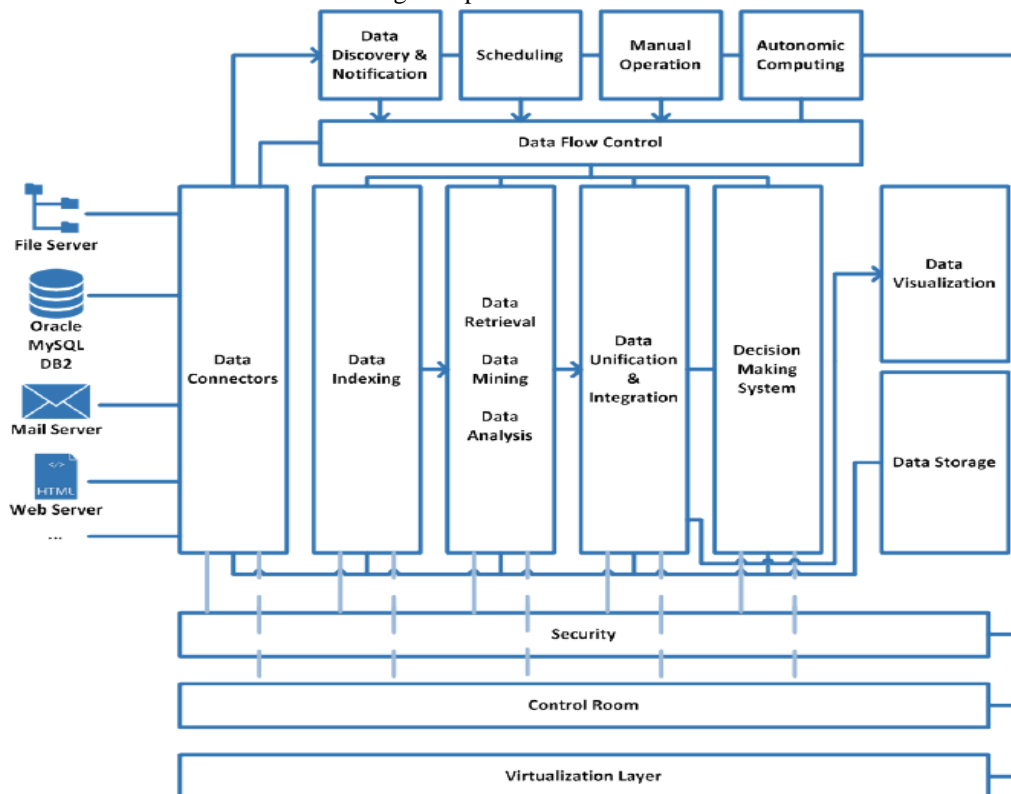 Data
Discovery &
Notification
Scheduling
Manual
Operation
Autonomic
Computing
Data Flow Control
File Server
Oracle
MySQL
DB2
Mail Server
</>
HTML
Web Server
...
Data
Connectors
Data
Indexing
Data
Retrieval
Data
Mining
Data
Analysis
Data
Unification
&
Integration
Decision
Making
System
Data
Visualization
Data Storage
Security
Control Room
Virtualization Layer